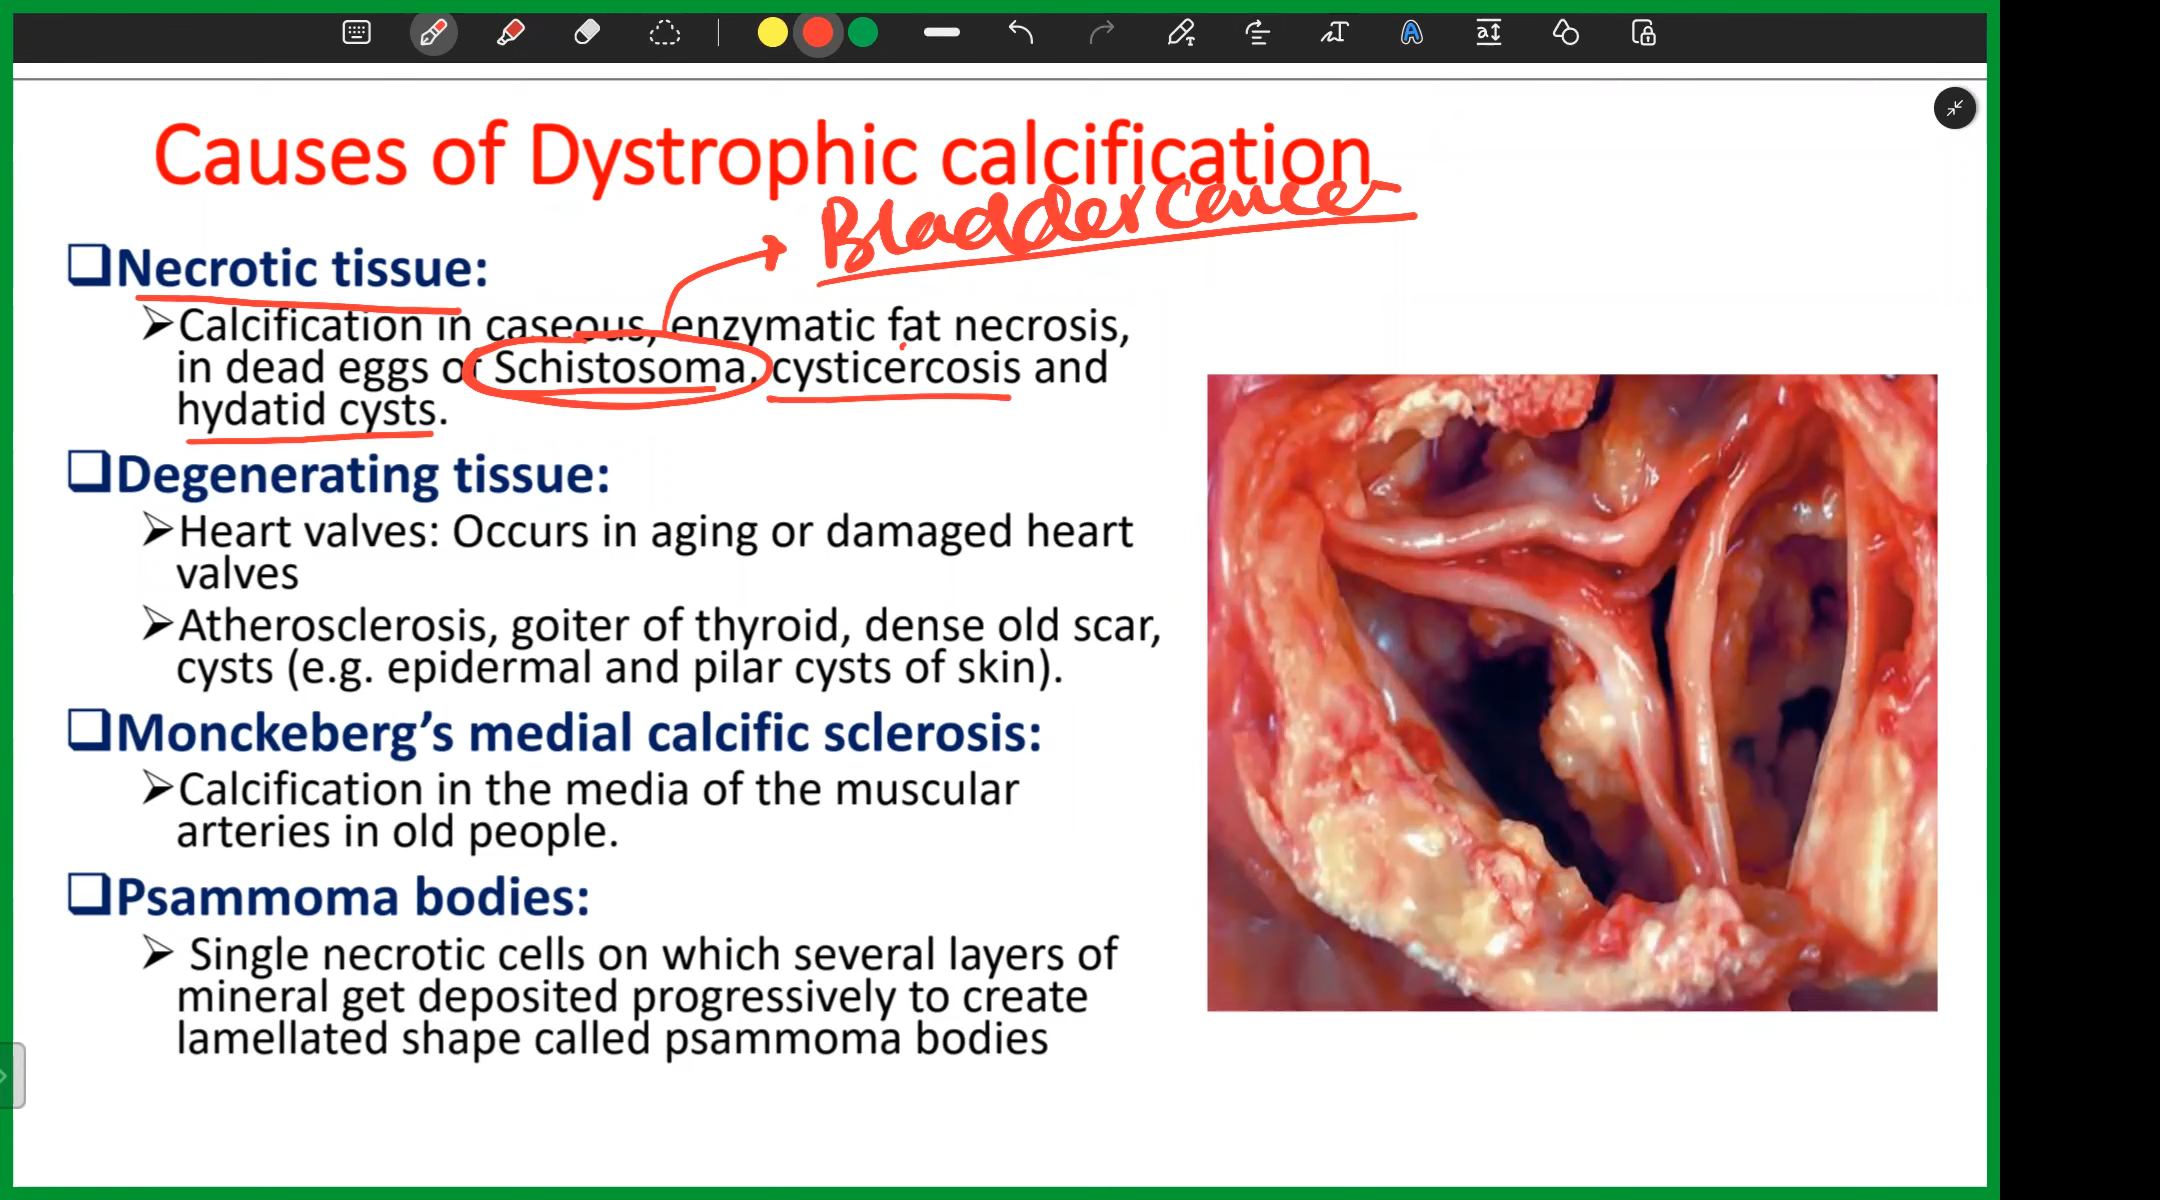 Causes of Dystrophic calcification
Bladder cancer
Necrotic tissue:
Calcification in caseous, enzymatic fat necrosis,
in dead eggs of Schistosoma, cysticercosis and
hydatid cysts.
Degenerating tissue:
Heart valves: Occurs in aging or damaged heart
valves
Atherosclerosis, goiter of thyroid, dense old scar,
cysts (e.g. epidermal and pilar cysts of skin).
Monckeberg's medial calcific sclerosis:
Calcification in the media of the muscular
arteries in old people.
Psammoma bodies:
Single necrotic cells on which several layers of
mineral get deposited progressively to create
lamellated shape called psammoma bodies